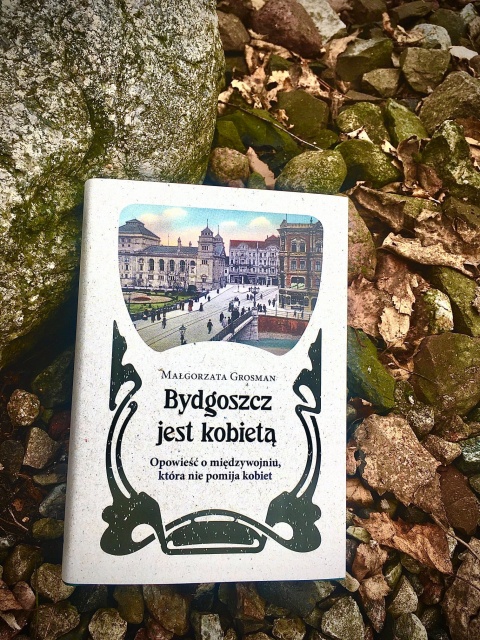 Małgorzata Grosman
Bydgoszcz
jest kobietą
Opowieść o międzywojniu,
która nie pomija kobiet